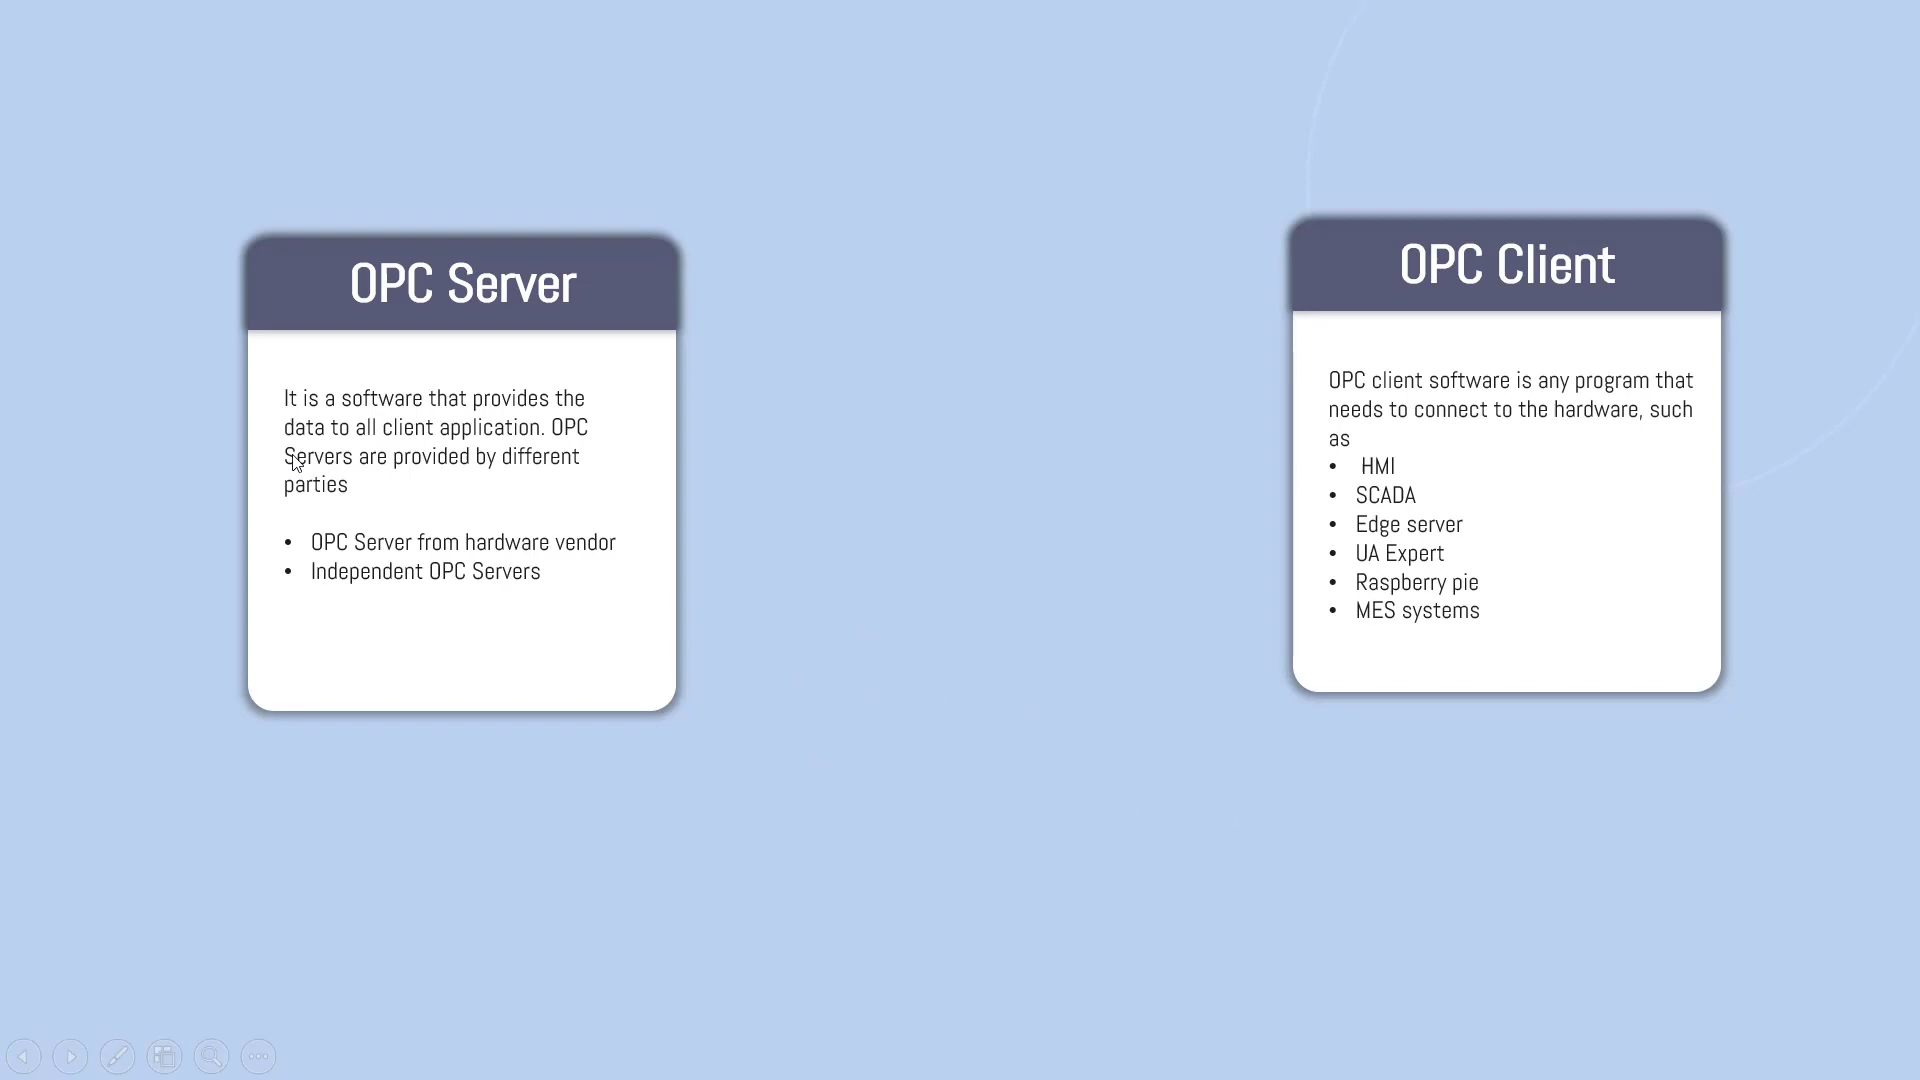 OPC Server
It is a software that provides the
data to all client application. OPC
Servers are provided by different
parties
• OPC Server from hardware vendor
• Independent OPC Servers
OPC Client
OPC client software is any program that
needs to connect to the hardware, such
as
• HMI
• SCADA
• Edge server
• UA Expert
• Raspberry pie
• MES systems